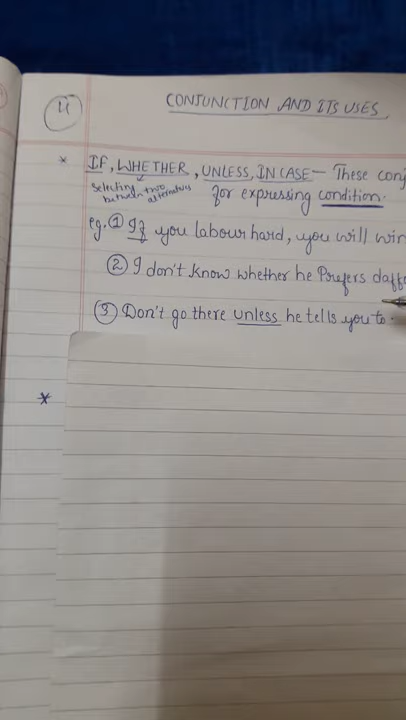 4
CONJUNCTION AND ITS USES
* IF, WHETHER, UNLESS, IN CASE - These conj
Selecting between two alternatives
for expressing condition.
eg. ① If you labour hard, you will win
② I don't know whether he Prefers daff
③ Don't go there unless he tells you to.
*